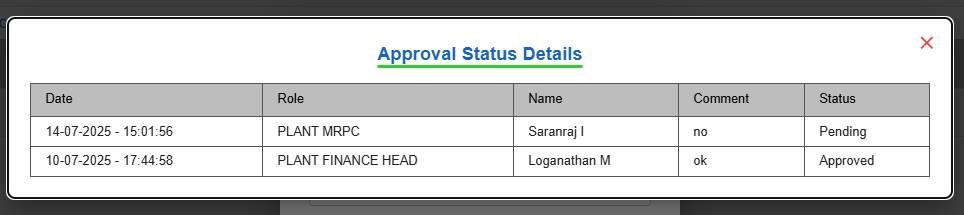 Approval Status Details
Date Role Name Comment Status
14-07-2025 - 15:01:56 PLANT MRPC Saranraj I no Pending
10-07-2025 - 17:44:58 PLANT FINANCE HEAD Loganathan M ok Approved